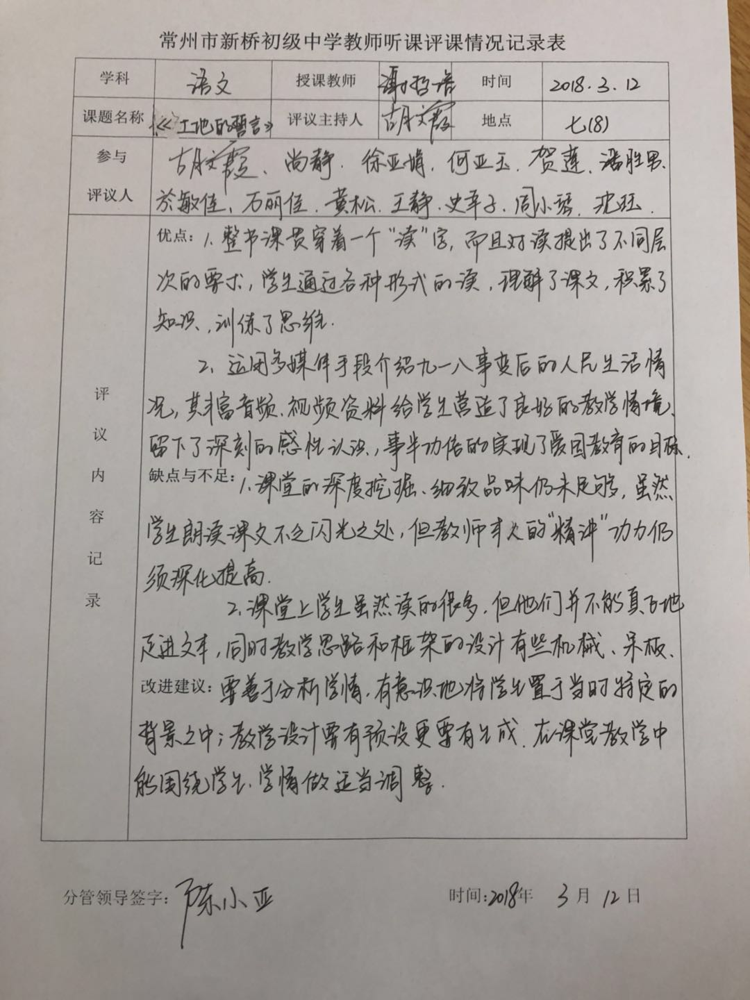 常州市新桥初级中学教师听课评课情况记录表
学科 语文 授课教师 时间 2018.3.12
课题名称 《土地的誓言》 评议主持人 胡文霞 地点 七(8)
参与 胡文霞、尚静、徐亚娟、何亚玉、贺莲、潘胜男、
评议人 於敏佳、万丽佳、黄松、王静、史苹子、周小琴、沈珏.
优点：1.整节课贯穿着一个“读”字，而且对读提出了不同层
次的要求，学生通过各种形式的读，理解了课文，积累了
知识，训练了思维.
2、运用多媒体手段介绍九一八事变后的人民生活情
况，其丰富音频、视频资料给学生营造了良好的教学情境、
留下了深刻的感性认识，事半功倍的实现了爱国教育的目标.
缺点与不足：1.课堂的深度挖掘、细致品味仍未足够，虽然
学生朗读课文不乏闪光之处，但教师本人的“精讲”功力仍
须深化提高.
2.课堂上学生虽然读的很多，但他们并不能真正地
走进文本，同时教学思路和框架的设计有些机械、呆板、
改进建议：要善于分析学情，有意识地将学生置于当时特定的
背景之中；教学设计要有预设更要有生成.在课堂教学中
能围绕学生、学情做适当调整.
评议内容记录
分管领导签字：陈小亚 时间：2018年 3月 12日